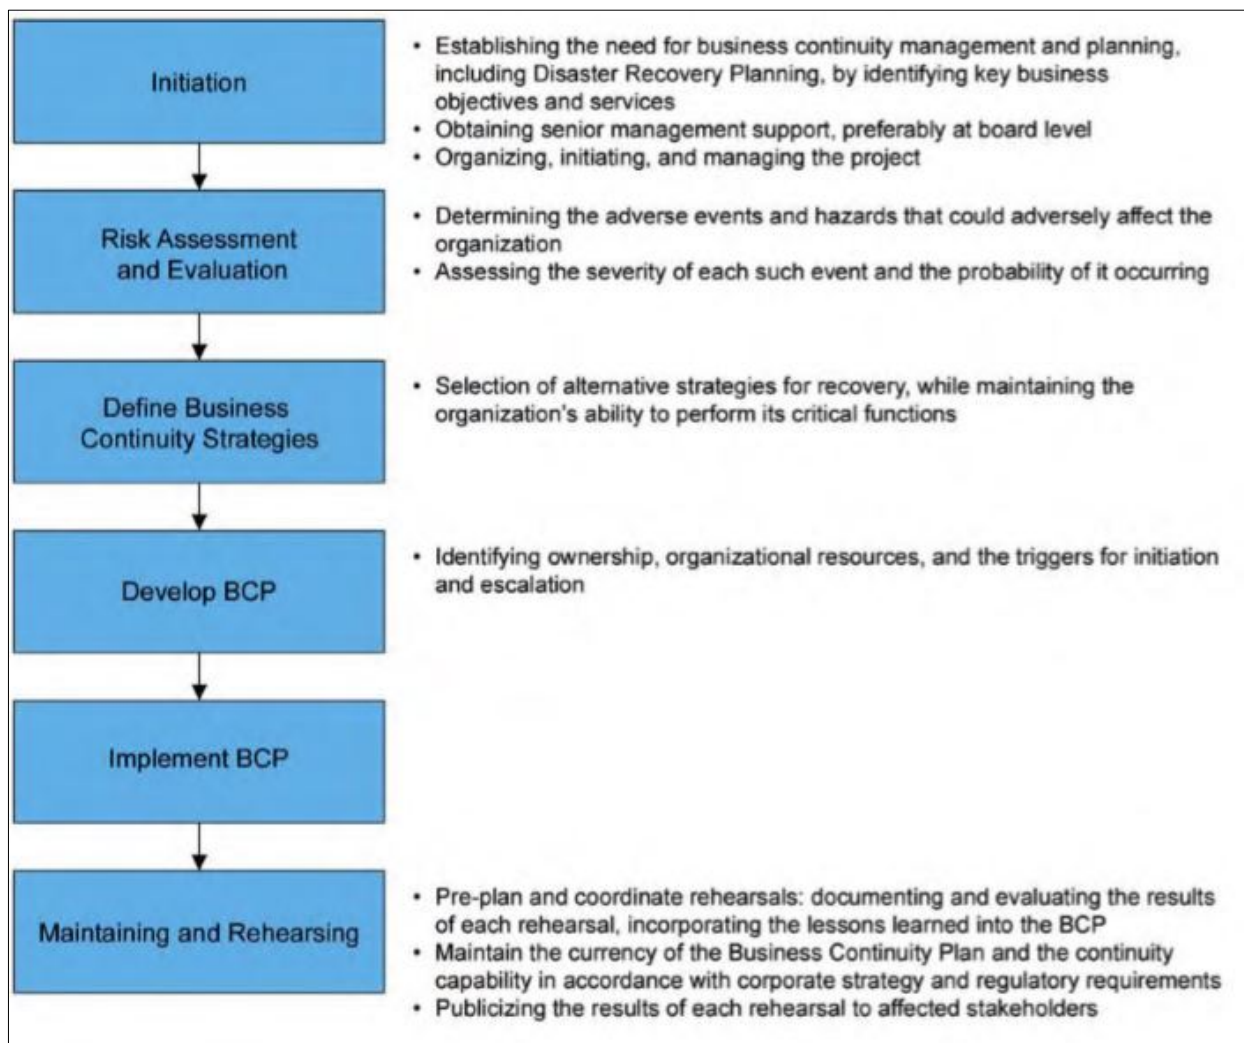 Initiation
• Establishing the need for business continuity management and planning,
including Disaster Recovery Planning, by identifying key business
objectives and services
• Obtaining senior management support, preferably at board level
• Organizing, initiating, and managing the project
Risk Assessment
and Evaluation
• Determining the adverse events and hazards that could adversely affect the
organization
• Assessing the severity of each such event and the probability of it occurring
Define Business
Continuity Strategies
• Selection of alternative strategies for recovery, while maintaining the
organization's ability to perform its critical functions
Develop BCP
• Identifying ownership, organizational resources, and the triggers for initiation
and escalation
Implement BCP
Maintaining and Rehearsing
• Pre-plan and coordinate rehearsals: documenting and evaluating the results
of each rehearsal, incorporating the lessons learned into the BCP
• Maintain the currency of the Business Continuity Plan and the continuity
capability in accordance with corporate strategy and regulatory requirements
• Publicizing the results of each rehearsal to affected stakeholders